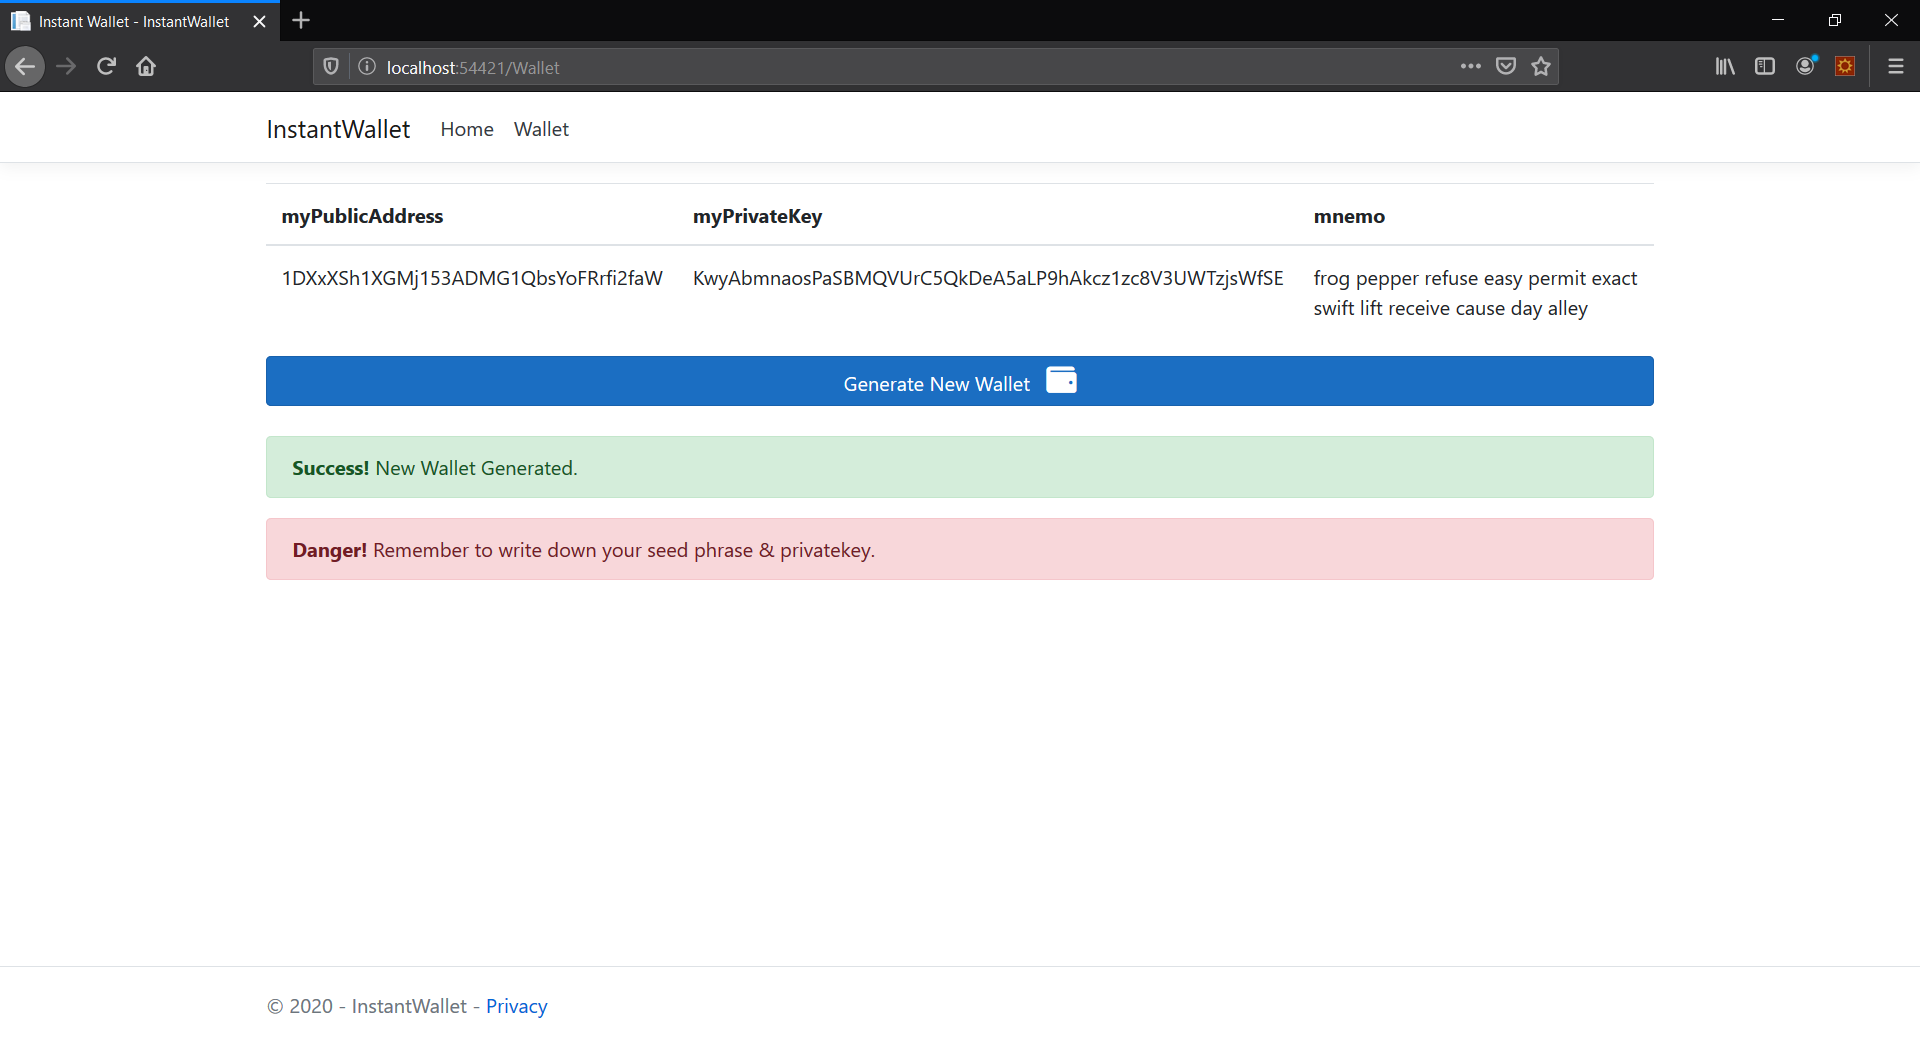 Instant Wallet - InstantWallet
localhost:54421/Wallet
InstantWallet Home Wallet
myPublicAddress myPrivateKey mnemo
1DXxXSh1XGMj153ADMG1QbsYoFRrfi2faW KwyAbmnaosPaSBMQVUrC5QkDeA5aLP9hAkcz1zc8V3UWTzjsWfSE frog pepper refuse easy permit exact
swift lift receive cause day alley
Generate New Wallet
Success! New Wallet Generated.
Danger! Remember to write down your seed phrase & privatekey.
© 2020 - InstantWallet - Privacy